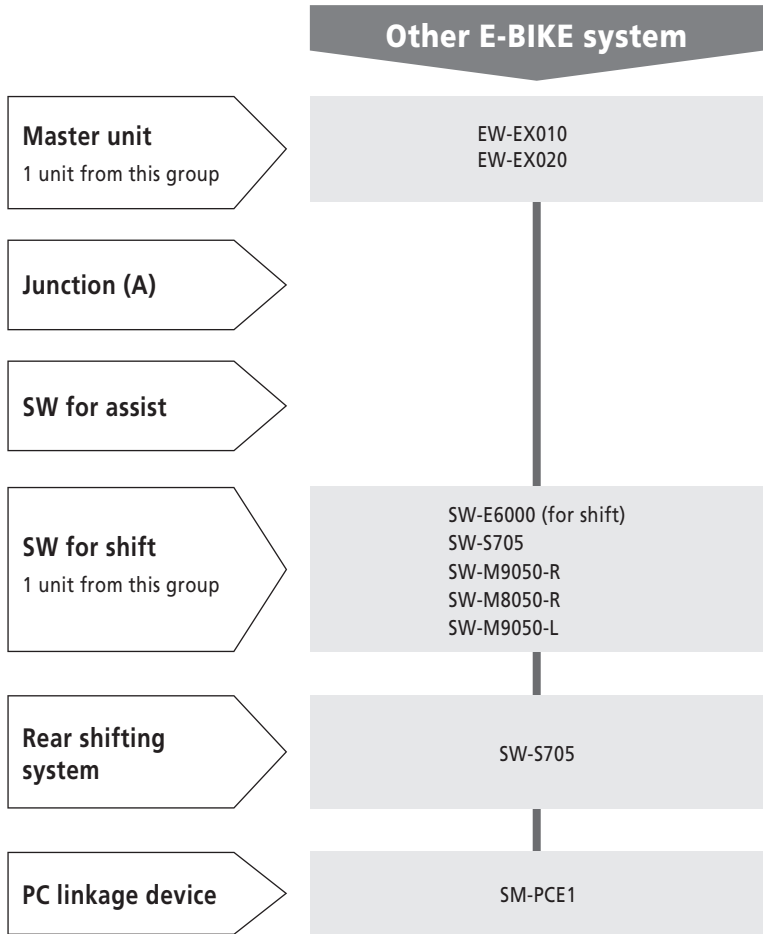 Other E-BIKE system
Master unit
1 unit from this group
EW-EX010
EW-EX020
Junction (A)
SW for assist
SW for shift
1 unit from this group
SW-E6000 (for shift)
SW-S705
SW-M9050-R
SW-M8050-R
SW-M9050-L
Rear shifting
system
SW-S705
PC linkage device
SM-PCE1